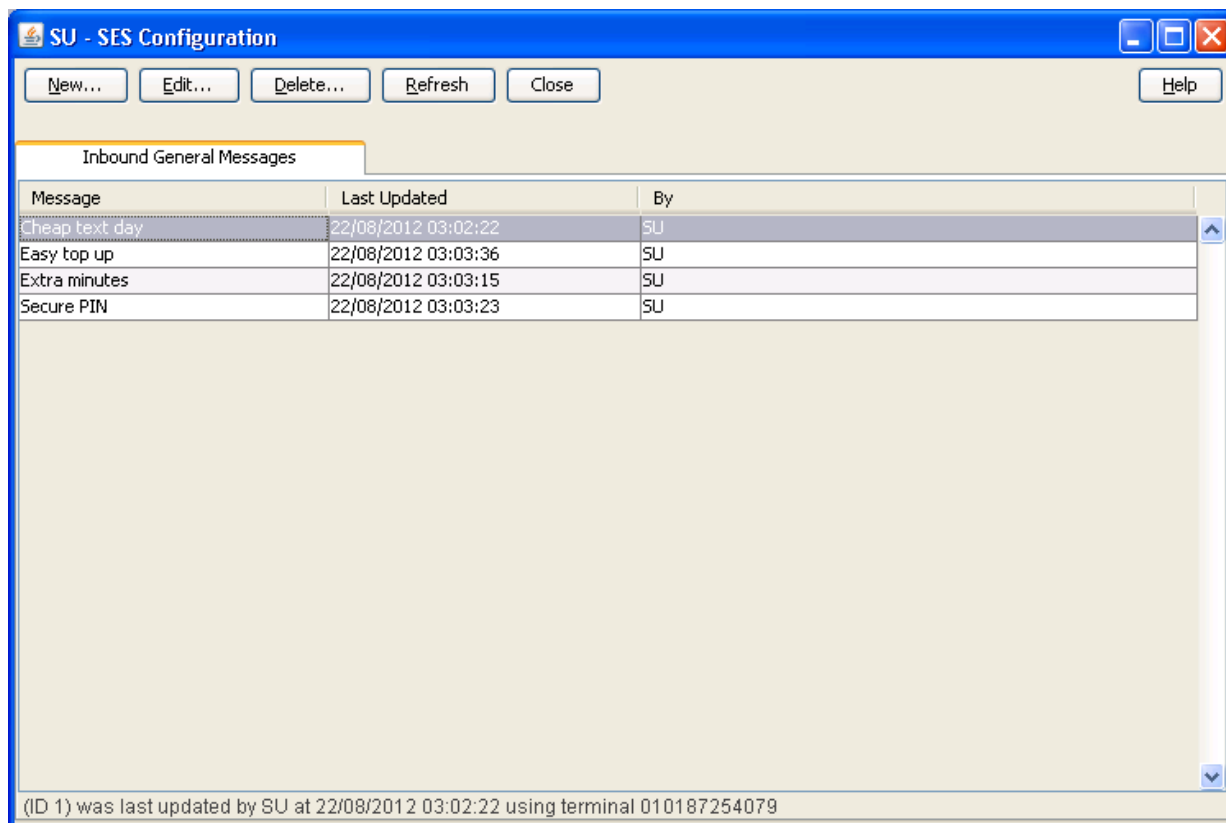 SU - SES Configuration
New... Edit... Delete... Refresh Close Help
Inbound General Messages
Message Last Updated By
Cheap text day 22/08/2012 03:02:22 SU
Easy top up 22/08/2012 03:03:36 SU
Extra minutes 22/08/2012 03:03:15 SU
Secure PIN 22/08/2012 03:03:23 SU
(ID 1) was last updated by SU at 22/08/2012 03:02:22 using terminal 010187254079